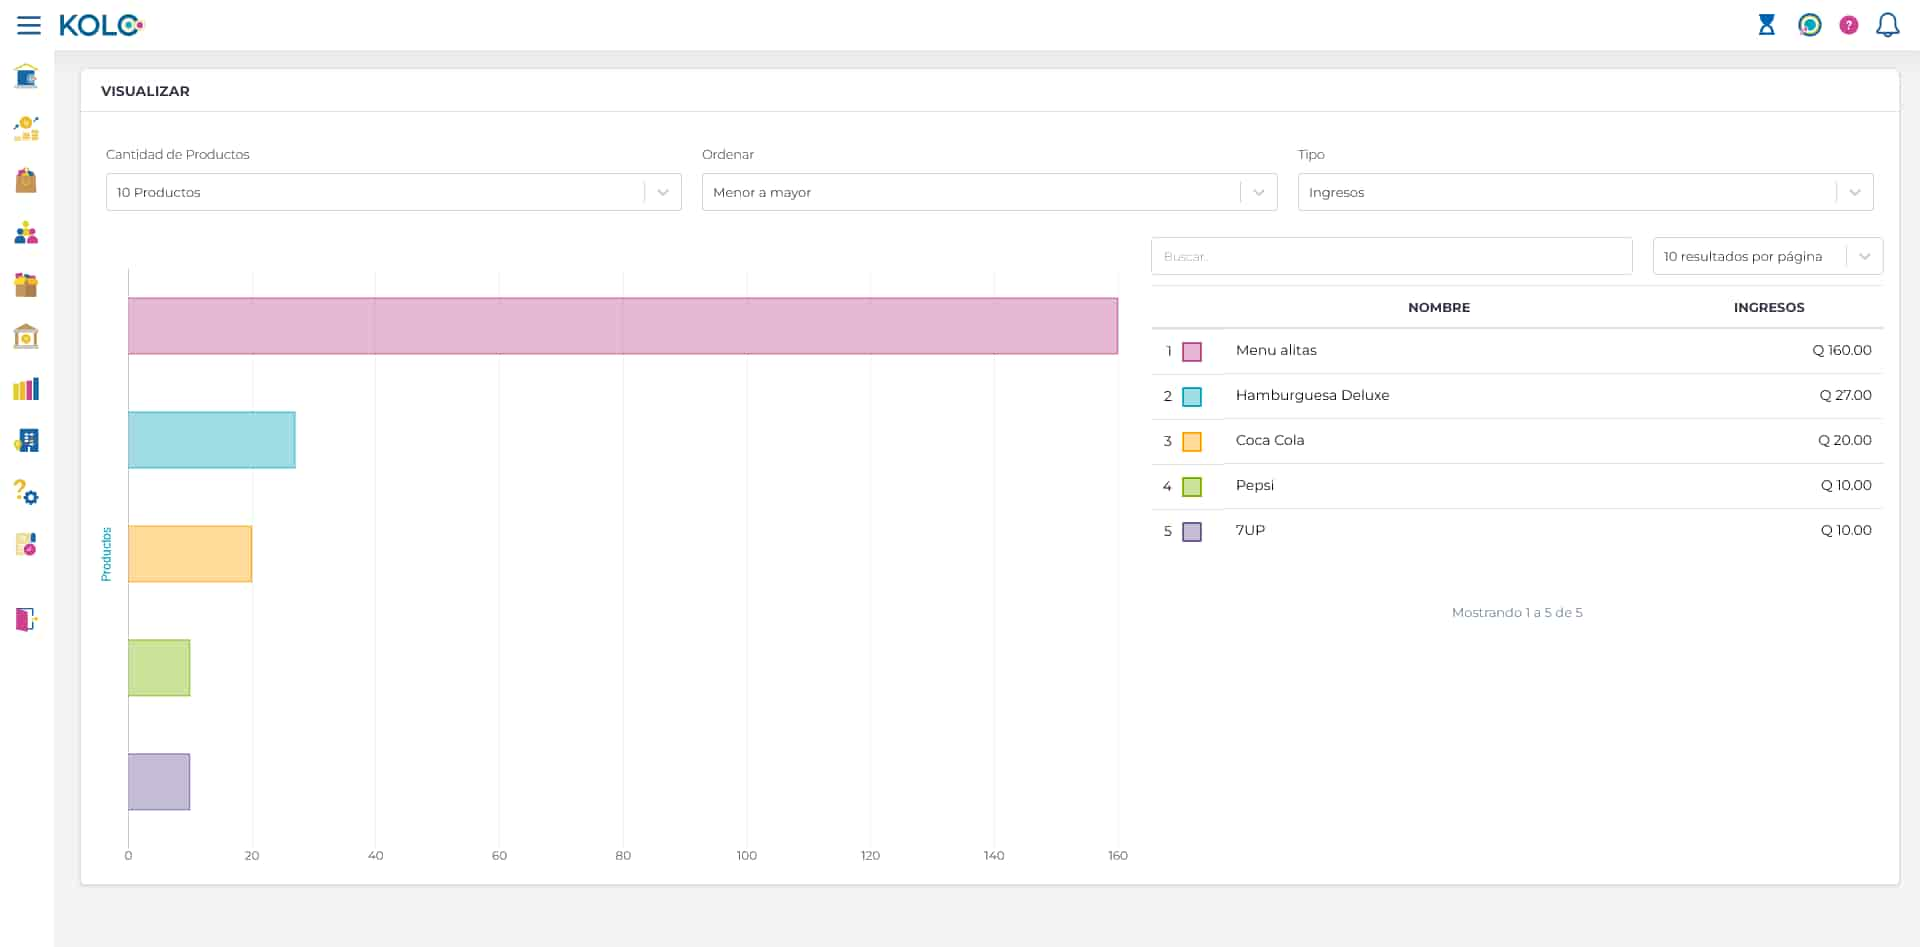 KOLO
?
VISUALIZAR
Cantidad de Productos
Ordenar
Tipo
10 Productos
Menor a mayor
Ingresos
Buscar..
10 resultados por página
NOMBRE
INGRESOS
1 Menu alitas Q 160.00
2 Hamburguesa Deluxe Q 27.00
3 Coca Cola Q 20.00
4 Pepsi Q 10.00
5 7UP Q 10.00
Mostrando 1 a 5 de 5
Productos
0 20 40 60 80 100 120 140 160